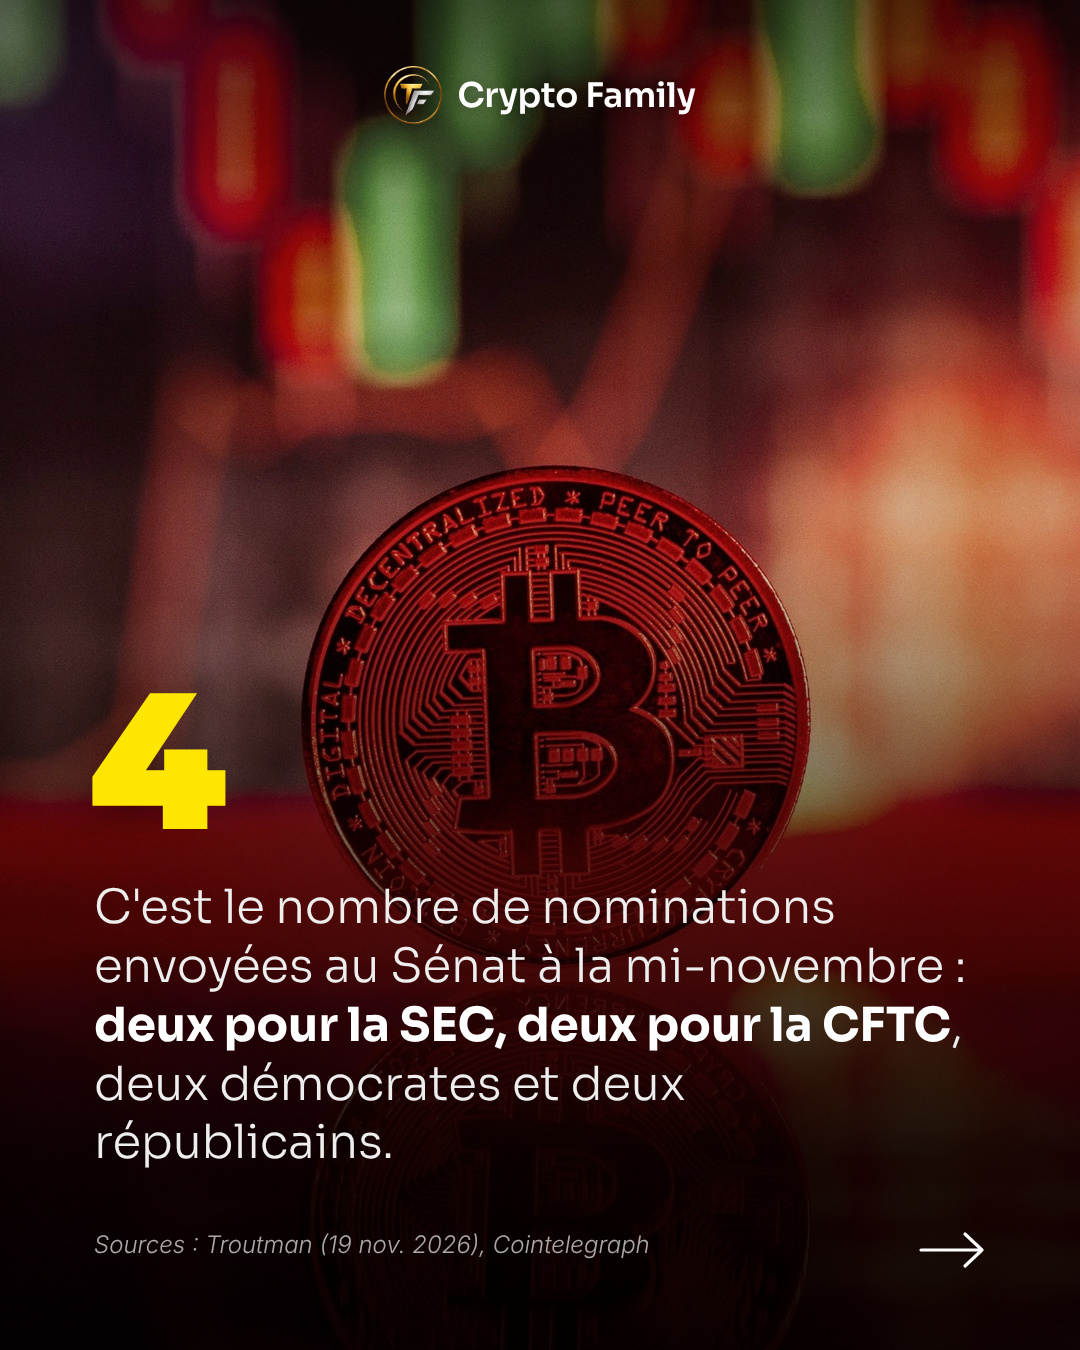 Crypto Family
DECENTRALIZED * PEER TO PEER *
* DIGITAL *
4
C'est le nombre de nominations
envoyées au Sénat à la mi-novembre :
deux pour la SEC, deux pour la CFTC,
deux démocrates et deux
républicains.
Sources : Troutman (19 nov. 2026), Cointelegraph